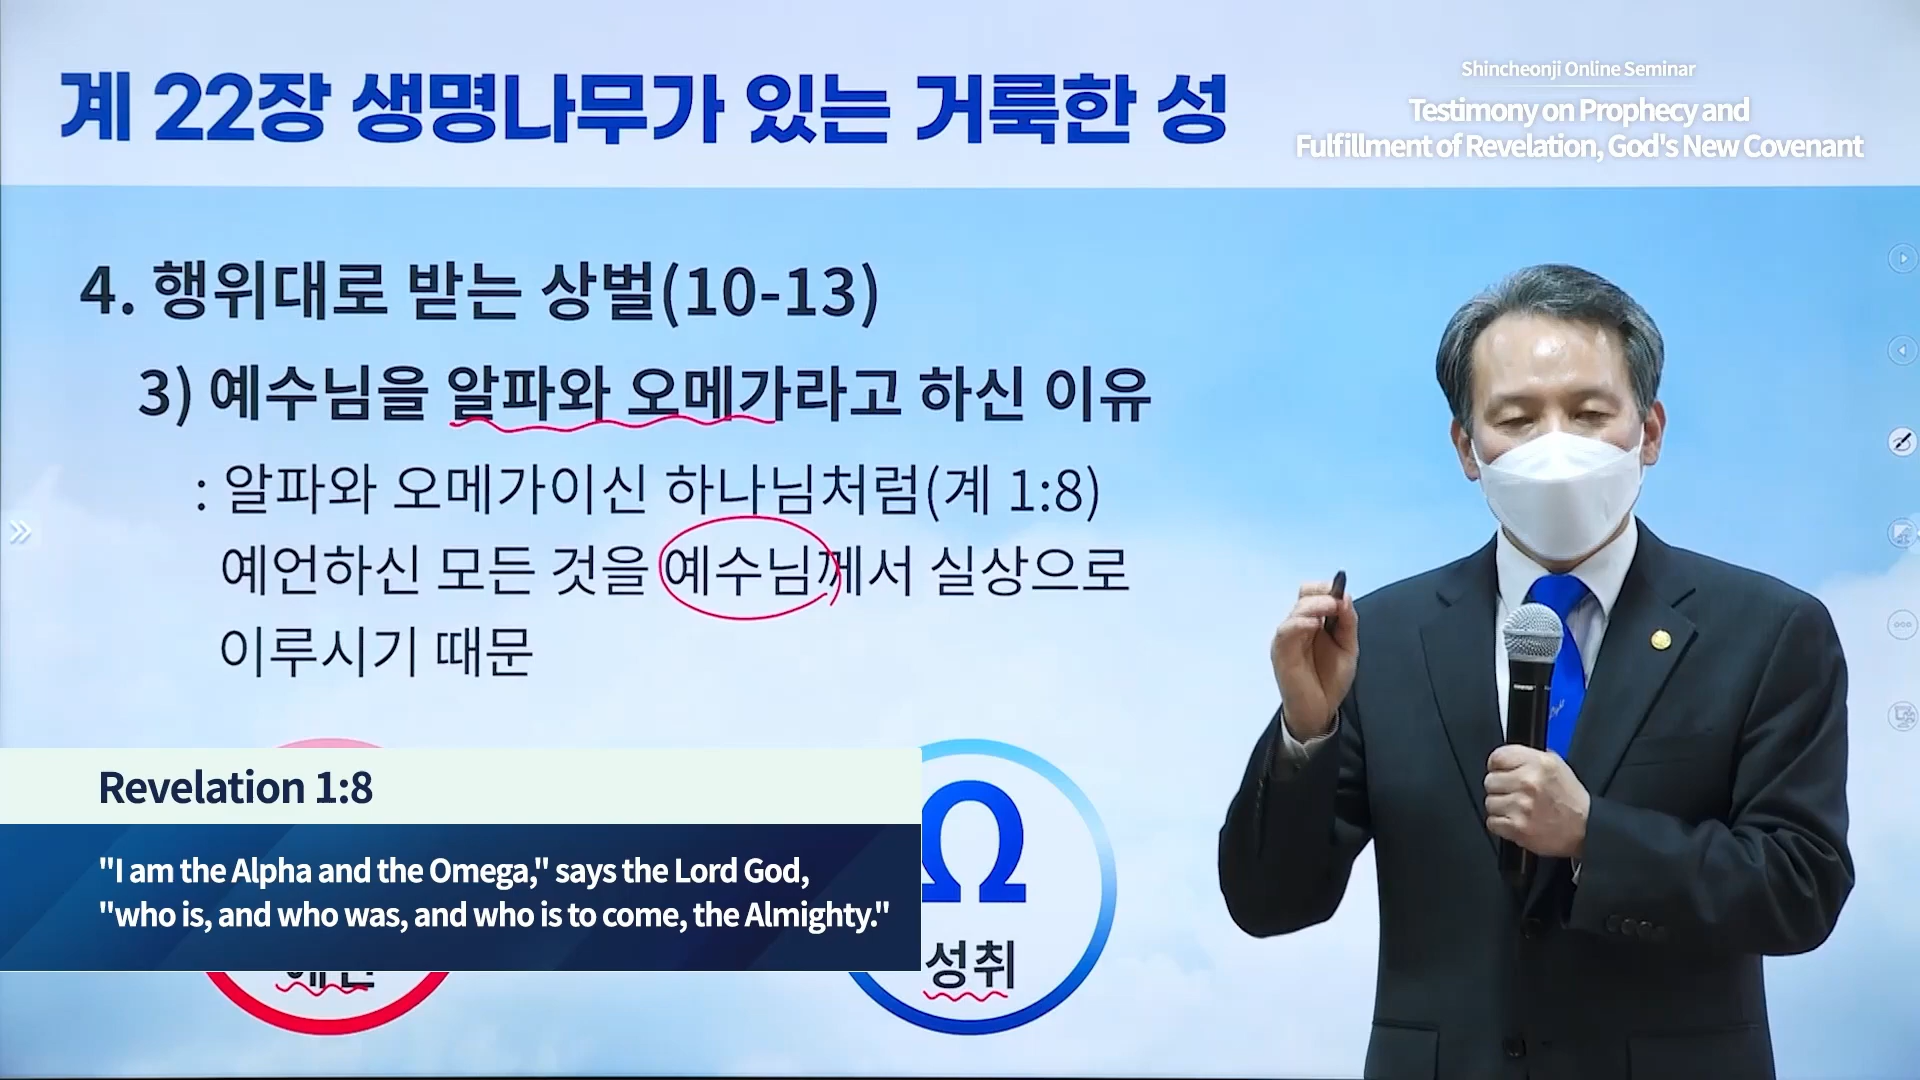 계 22장 생명나무가 있는 거룩한 성
Shincheonji Online Seminar
Testimony on Prophecy and
Fulfillment of Revelation, God's New Covenant
4. 행위대로 받는 상벌(10-13)
3) 예수님을 알파와 오메가라고 하신 이유
: 알파와 오메가이신 하나님처럼(계 1:8)
예언하신 모든 것을 예수님께서 실상으로
이루시기 때문
Revelation 1:8
"I am the Alpha and the Omega," says the Lord God,
"who is, and who was, and who is to come, the Almighty."
Ω
성취